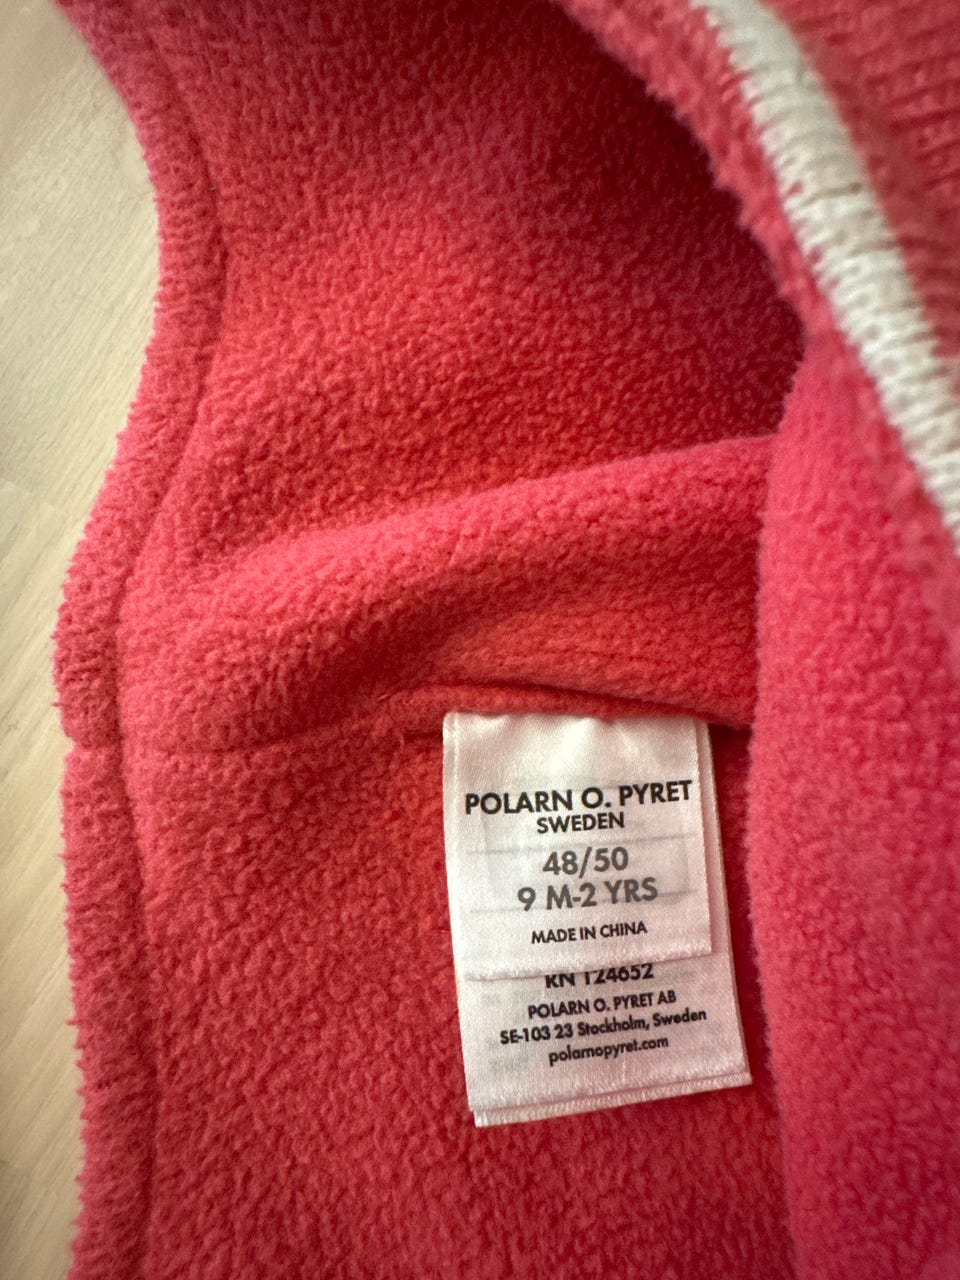 POLARN O. PYRET
SWEDEN
48/50
9 M-2 YRS
MADE IN CHINA
RN 124652
POLARN O. PYRET AB
SE-103 23 Stockholm, Sweden
polarnopyret.com